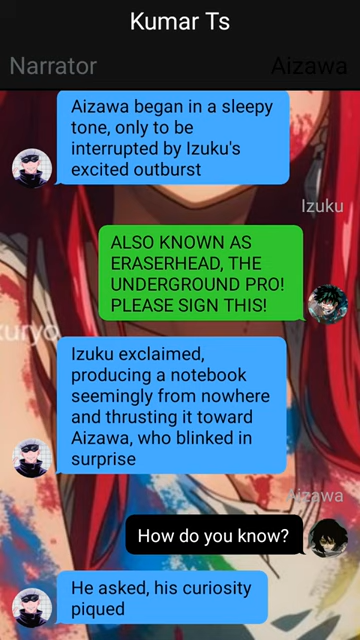 Kumar Ts
Narrator
Aizawa
Aizawa began in a sleepy
tone, only to be
interrupted by Izuku's
excited outburst
Izuku
ALSO KNOWN AS
ERASERHEAD, THE
UNDERGROUND PRO!
PLEASE SIGN THIS!
Izuku exclaimed,
producing a notebook
seemingly from nowhere
and thrusting it toward
Aizawa, who blinked in
surprise
Aizawa
How do you know?
He asked, his curiosity
piqued